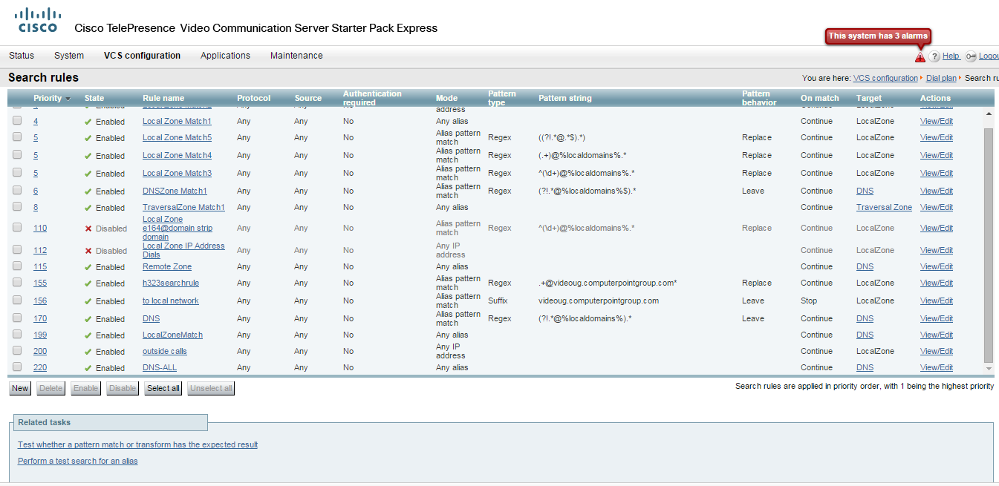 CISCO
Cisco TelePresence Video Communication Server Starter Pack Express
This system has 3 alarms
Status System VCS configuration Applications Maintenance
? Help Logou
Search rules
You are here: VCS configuration Dial plan Search ru
Priority State Rule name Protocol Source Authentication required Mode Pattern type Pattern string Pattern behavior On match Target Actions
address
4 Enabled Local Zone Match1 Any Any No Any alias Continue LocalZone View/Edit
5 Enabled Local Zone Match5 Any Any No Alias pattern match Regex ((?!.*@.*$).*) Replace Continue LocalZone View/Edit
5 Enabled Local Zone Match4 Any Any No Alias pattern match Regex (.+)@%localdomains%.* Replace Continue LocalZone View/Edit
5 Enabled Local Zone Match3 Any Any No Alias pattern match Regex ^(\d+)@%localdomains%.* Replace Continue LocalZone View/Edit
6 Enabled DNSZone Match1 Any Any No Alias pattern match Regex (?!.*@%localdomains%$).* Leave Continue DNS View/Edit
8 Enabled TraversalZone Match1 Any Any No Any alias Continue Traversal Zone View/Edit
110 Disabled Local Zone e164@domain strip domain Any Any No Alias pattern match Regex ^(\d+)@%localdomains%.* Replace Continue LocalZone View/Edit
112 Disabled Local Zone IP Address Dials Any Any No Any IP address Continue LocalZone View/Edit
115 Enabled Remote Zone Any Any No Any alias Continue DNS View/Edit
155 Enabled h323searchrule Any Any No Alias pattern match Regex .+@videoug.computerpointgroup.com* Replace Continue LocalZone View/Edit
156 Enabled to local network Any Any No Alias pattern match Suffix videoug.computerpointgroup.com Leave Stop LocalZone View/Edit
170 Enabled DNS Any Any No Alias pattern match Regex (?!.*@%localdomains%).* Leave Continue DNS View/Edit
199 Enabled LocalZoneMatch Any Any No Any alias Continue DNS View/Edit
200 Enabled outside calls Any Any No Any IP address Continue LocalZone View/Edit
220 Enabled DNS-ALL Any Any No Any alias Continue DNS View/Edit
New Delete Enable Disable Select all Unselect all
Search rules are applied in priority order, with 1 being the highest priority
Related tasks
Test whether a pattern match or transform has the expected result
Perform a test search for an alias